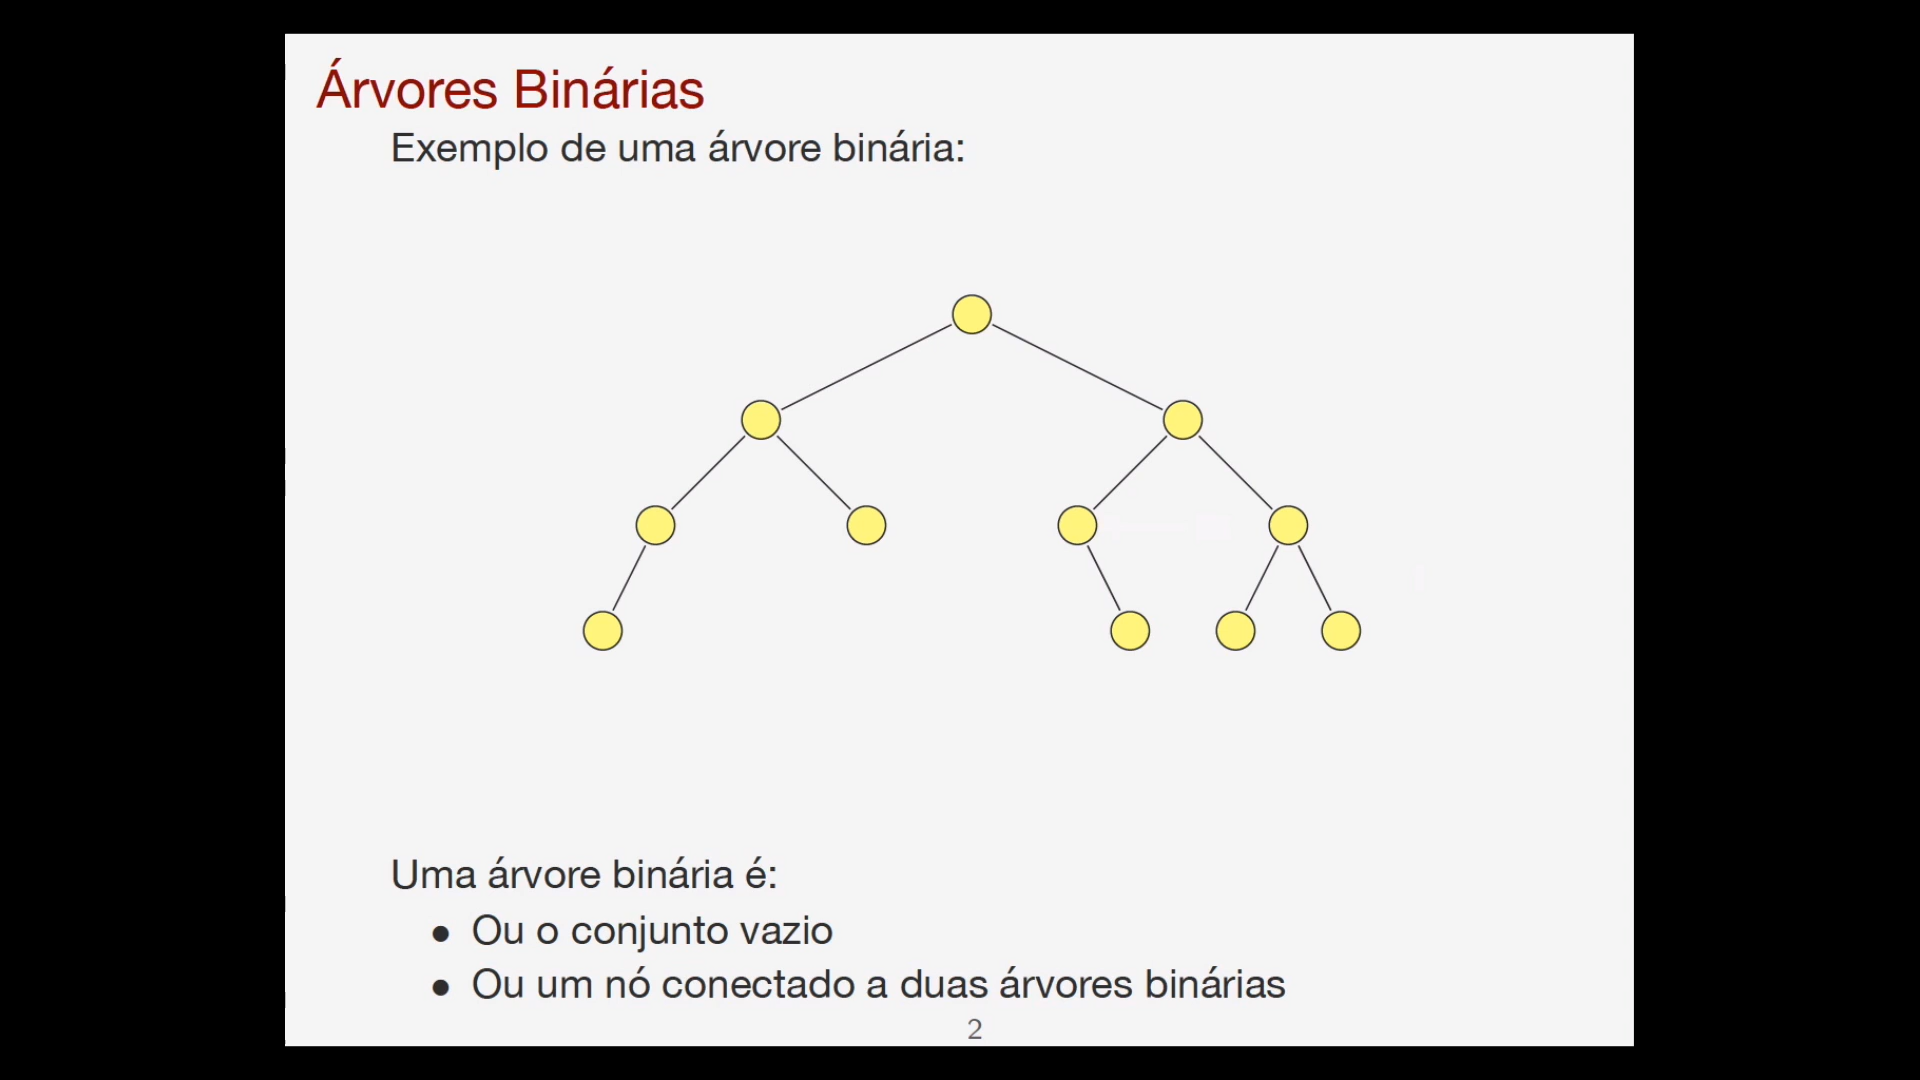 Árvores Binárias
Exemplo de uma árvore binária:
Uma árvore binária é:
● Ou o conjunto vazio
● Ou um nó conectado a duas árvores binárias
2